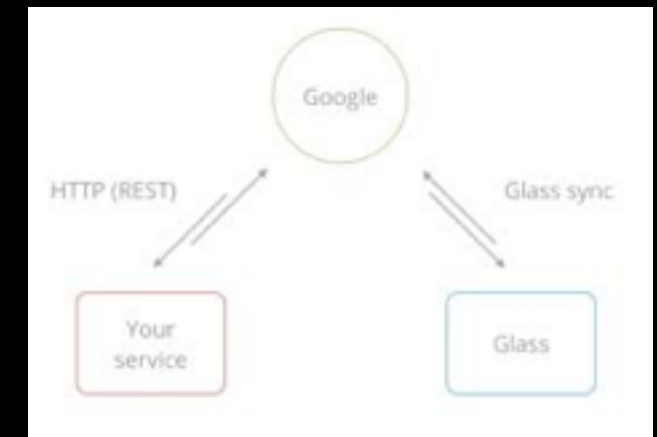 Google
HTTP (REST)
Glass sync
Your
service
Glass